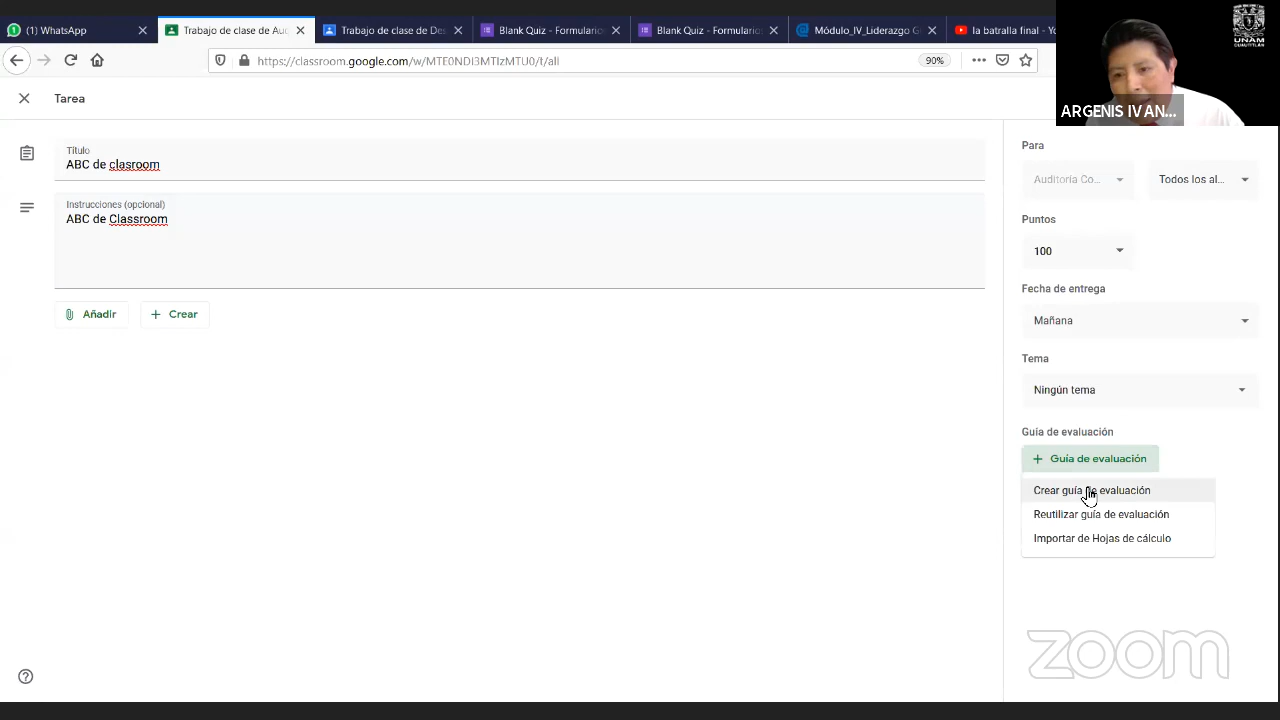 (1) WhatsApp
Trabajo de clase de Aud
Trabajo de clase de De
Blank Quiz - Formulario
Blank Quiz - Formulario
Módulo_IV_Liderazgo G
la batralla final - Yo
https://classroom.google.com/w/MTE0NDI3MTIzMTU0/t/all
90%
UNAM
CUAUTITLÁN
ARGENIS IVAN...
Tarea
Título
ABC de clasroom
Instrucciones (opcional)
ABC de Classroom
Añadir
Crear
Para
Auditoría Co...
Todos los al...
Puntos
100
Fecha de entrega
Mañana
Tema
Ningún tema
Guía de evaluación
+ Guía de evaluación
Crear guía de evaluación
Reutilizar guía de evaluación
Importar de Hojas de cálculo
zoom